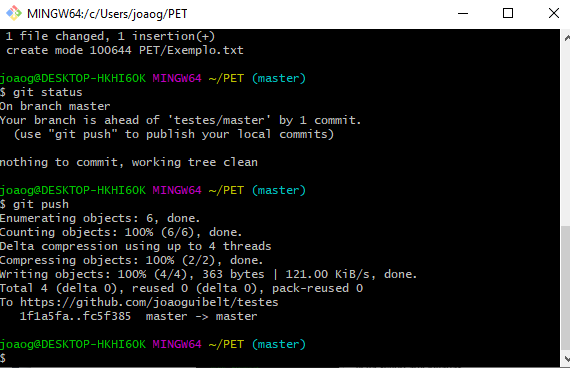 MINGW64:/c/Users/joaog/PET
1 file changed, 1 insertion(+)
create mode 100644 PET/Exemplo.txt
joaog@DESKTOP-HKHI6OK MINGW64 ~/PET (master)
$ git status
On branch master
Your branch is ahead of 'testes/master' by 1 commit.
(use "git push" to publish your local commits)
nothing to commit, working tree clean
joaog@DESKTOP-HKHI6OK MINGW64 ~/PET (master)
$ git push
Enumerating objects: 6, done.
Counting objects: 100% (6/6), done.
Delta compression using up to 4 threads
Compressing objects: 100% (2/2), done.
Writing objects: 100% (4/4), 363 bytes | 121.00 KiB/s, done.
Total 4 (delta 0), reused 0 (delta 0), pack-reused 0
To https://github.com/joaoguibelt/testes
1f1a5fa..fc5f385  master -> master
joaog@DESKTOP-HKHI6OK MINGW64 ~/PET (master)
$